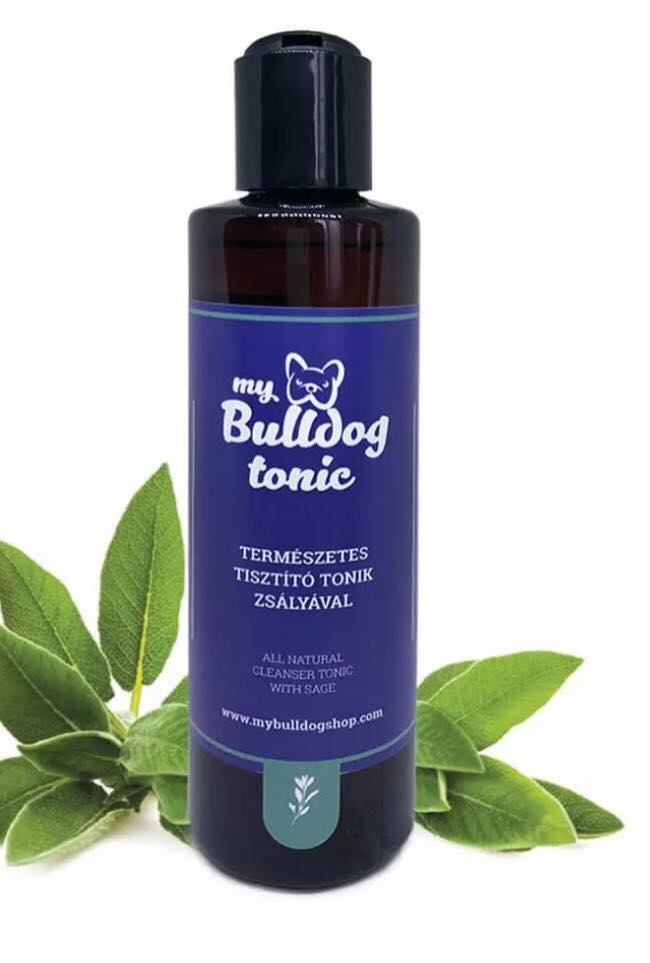 my
Bulldog
tonic
TERMÉSZETES
TISZTÍTÓ TONIK
ZSÁLYÁVAL
ALL NATURAL
CLEANSER TONIC
WITH SAGE
www.mybulldogshop.com